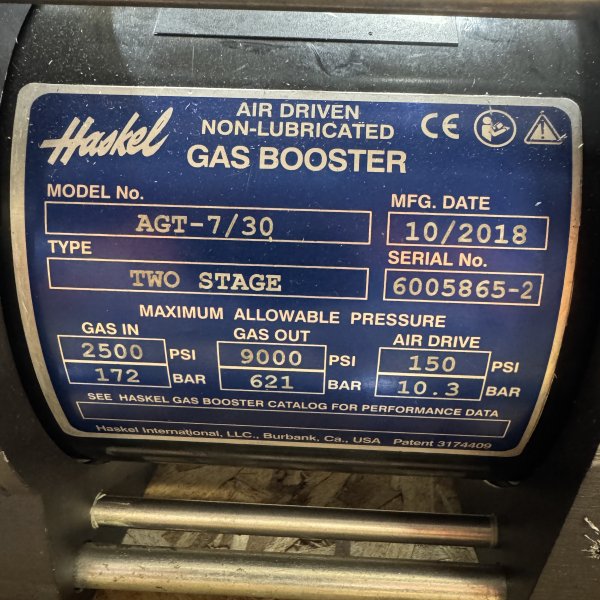 Haskel
AIR DRIVEN
NON-LUBRICATED
GAS BOOSTER
CE
MODEL No.
AGT-7/30
MFG. DATE
10/2018
TYPE
TWO STAGE
SERIAL No.
6005865-2
MAXIMUM ALLOWABLE PRESSURE
GAS IN
2500 PSI
172 BAR
GAS OUT
9000 PSI
621 BAR
AIR DRIVE
150 PSI
10.3 BAR
SEE HASKEL GAS BOOSTER CATALOG FOR PERFORMANCE DATA
Haskel International, LLC., Burbank, Ca., USA Patent 3174409